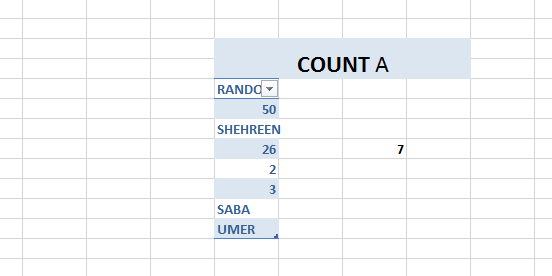 COUNT A
RANDO
50
SHEHREEN
26 7
2
3
SABA
UMER